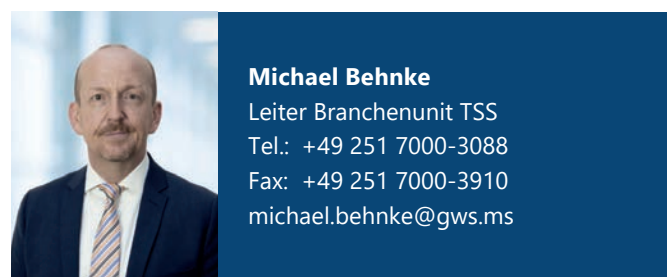 Michael Behnke
Leiter Branchenunit TSS
Tel.: +49 251 7000-3088
Fax: +49 251 7000-3910
michael.behnke@gws.ms